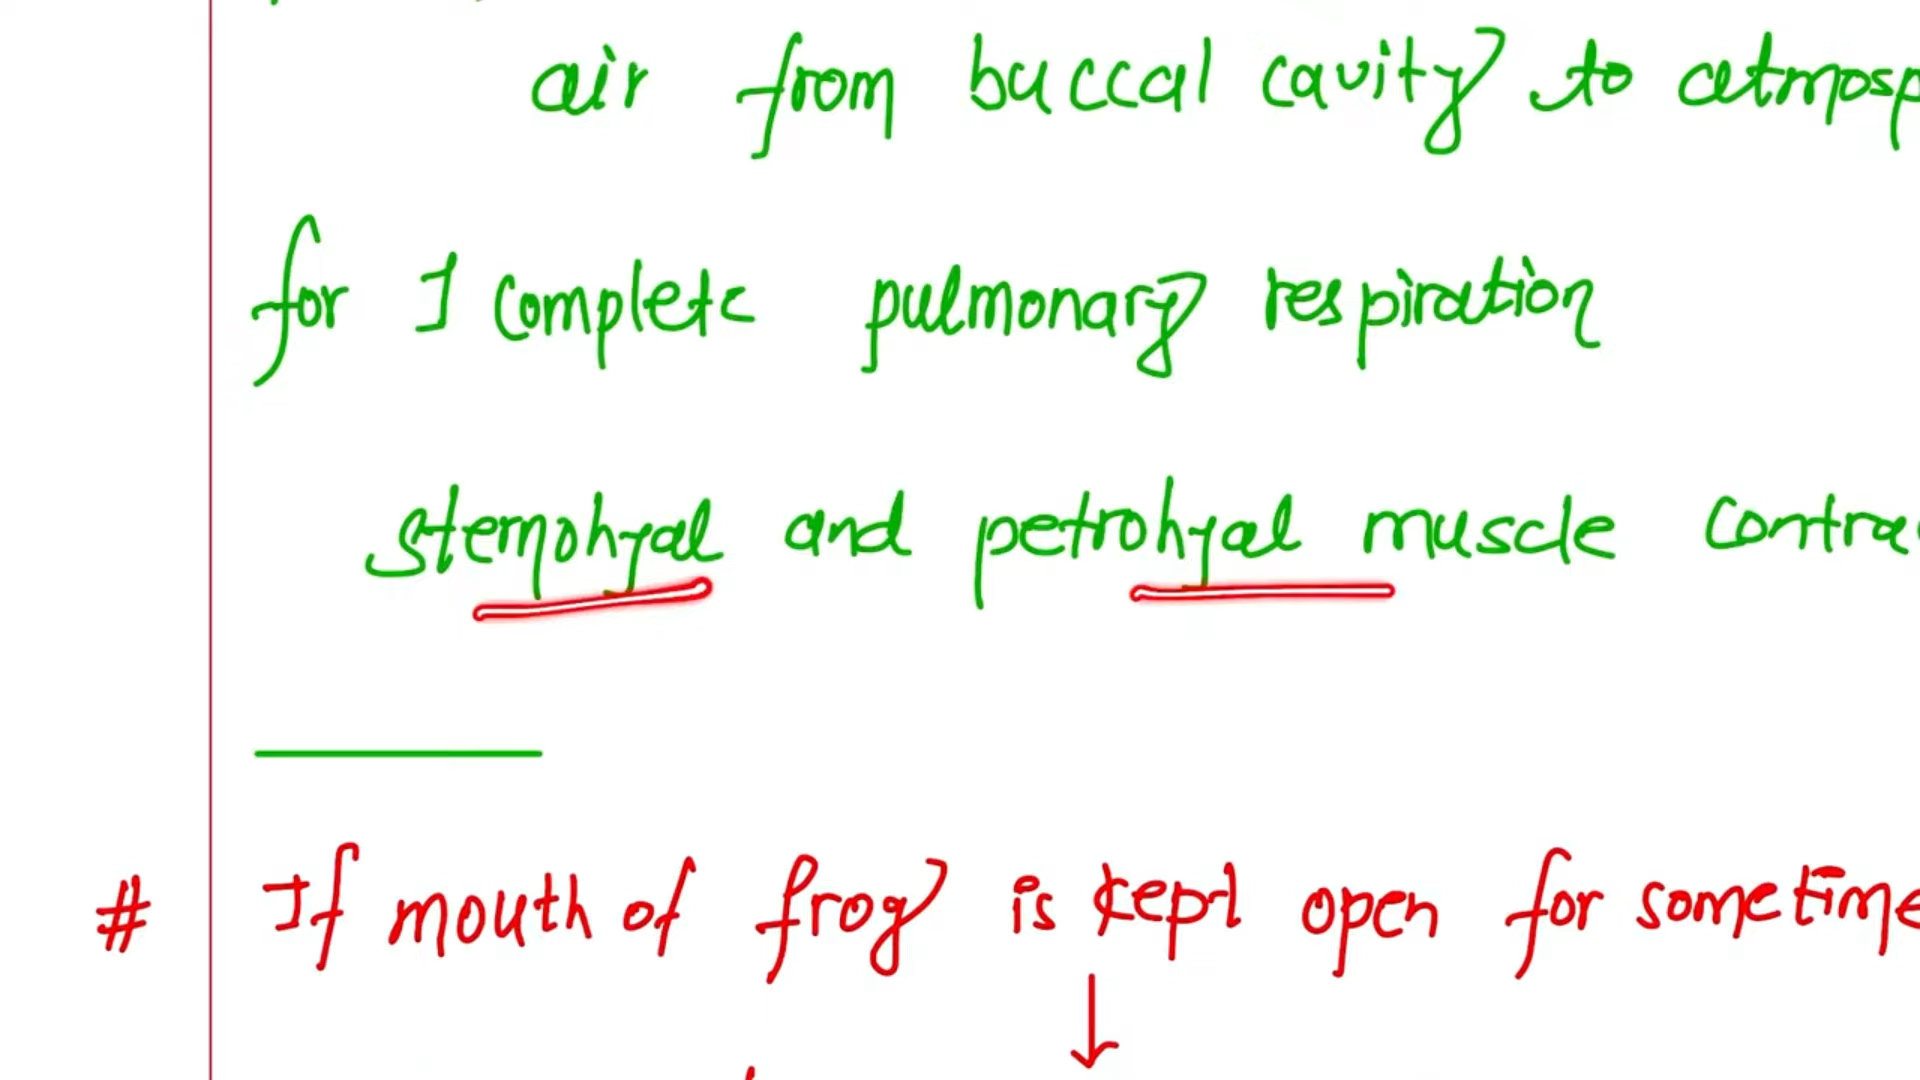 air from buccal cavity to atmosp
for 1 complete pulmonary respiration
sternohyal and petrohyal muscle contra
# If mouth of frog is kept open for sometime